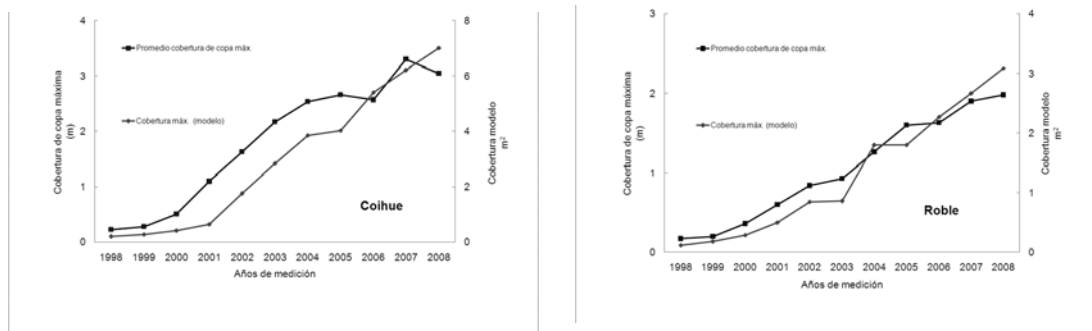 4
3
2
1
0
Cobertura de copa máxima
(m)
Promedio cobertura de copa máx.
Cobertura máx. (modelo)
Coihue
8
6
4
2
0
Cobertura modelo
m²
1998 1999 2000 2001 2002 2003 2004 2005 2006 2007 2008
Años de medición
3
2
1
0
Cobertura de copa máxima
(m)
Promedio cobertura de copa máx.
Cobertura máx. (modelo)
Roble
4
3
2
1
0
Cobertura modelo
m²
1998 1999 2000 2001 2002 2003 2004 2005 2006 2007 2008
Años de medición